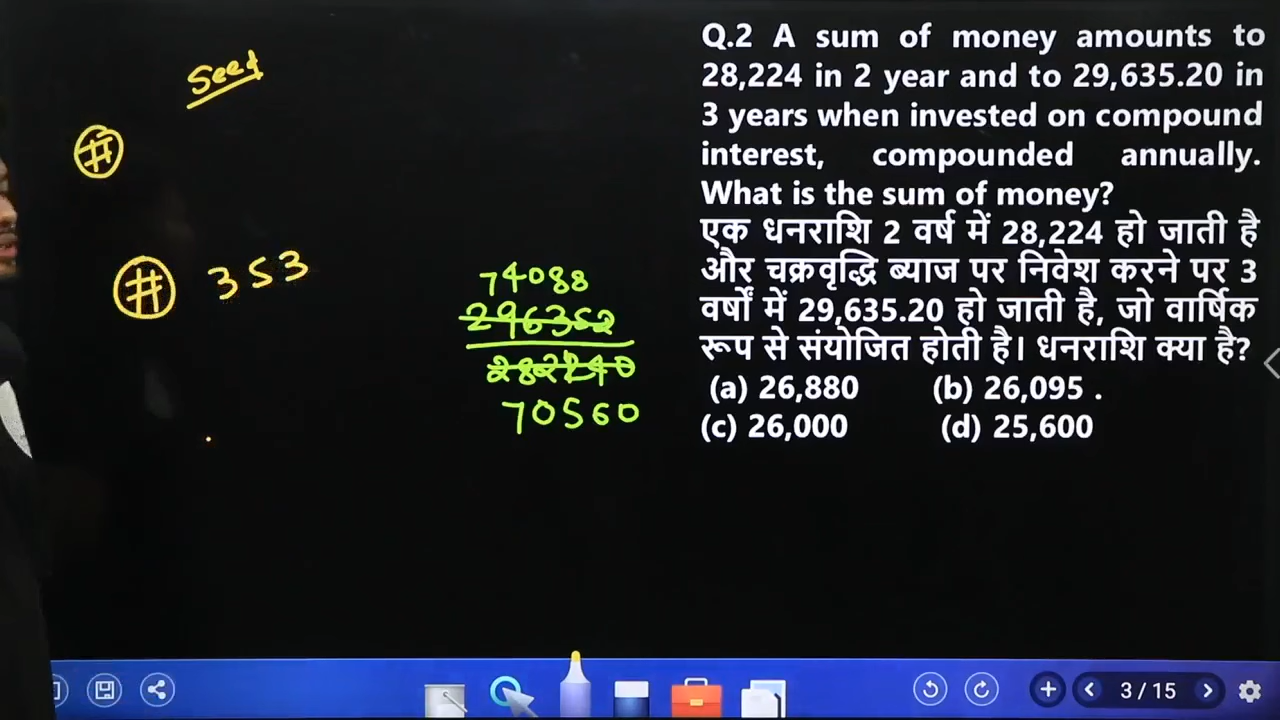 Seed
#
# 353
74088
296352
282240
70560
Q.2 A sum of money amounts to
28,224 in 2 year and to 29,635.20 in
3 years when invested on compound
interest, compounded annually.
What is the sum of money?
एक धनराशि 2 वर्ष में 28,224 हो जाती है
और चक्रवृद्धि ब्याज पर निवेश करने पर 3
वर्षों में 29,635.20 हो जाती है, जो वार्षिक
रूप से संयोजित होती है। धनराशि क्या है?
(a) 26,880 (b) 26,095 .
(c) 26,000 (d) 25,600
3 / 15